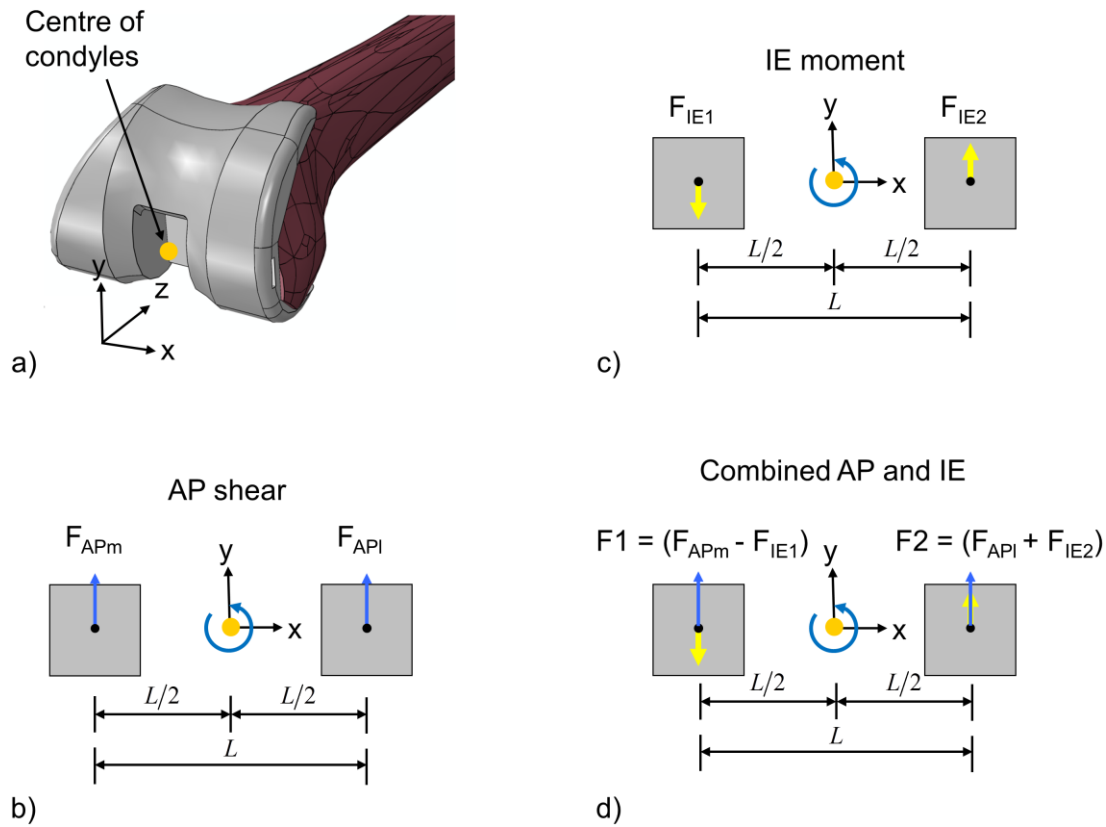 Centre of
condyles
y
z
x
a)
IE moment
F_IE1
y
F_IE2
x
L/2
L/2
L
c)
AP shear
F_APm
F_APl
y
x
L/2
L/2
L
b)
Combined AP and IE
F1 = (F_APm - F_IE1)
y
F2 = (F_APl + F_IE2)
x
L/2
L/2
L
d)